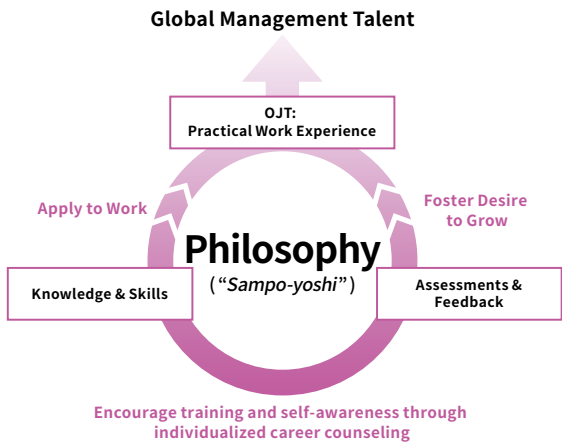 Global Management Talent
OJT:
Practical Work Experience
Apply to Work
Foster Desire
to Grow
Philosophy
(“Sampo-yoshi”)
Knowledge & Skills
Assessments &
Feedback
Encourage training and self-awareness through
individualized career counseling